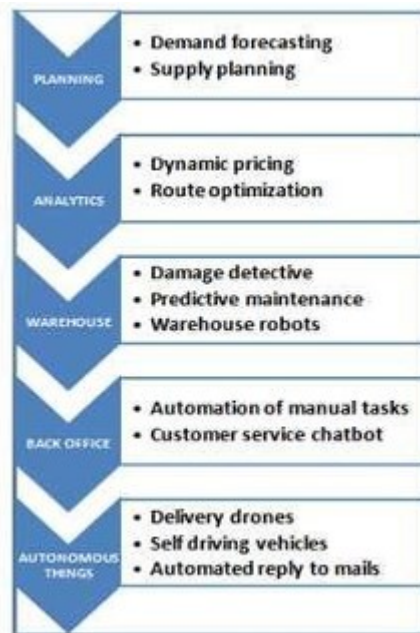 PLANNING
• Demand forecasting
• Supply planning
ANALYTICS
• Dynamic pricing
• Route optimization
WAREHOUSE
• Damage detective
• Predictive maintenance
• Warehouse robots
BACK OFFICE
• Automation of manual tasks
• Customer service chatbot
AUTONOMOUS
THINGS
• Delivery drones
• Self driving vehicles
• Automated reply to mails